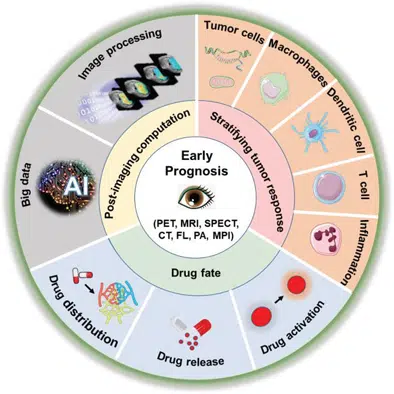 Early
Prognosis
(PET, MRI, SPECT,
CT, FL, PA, MPI)
Post-imaging computation
Stratifying tumor response
Drug fate
Image processing
Big data
AI
Tumor cells
Macrophages
Dendritic cell
T cell
Inflammation
Drug activation
Drug release
Drug distribution